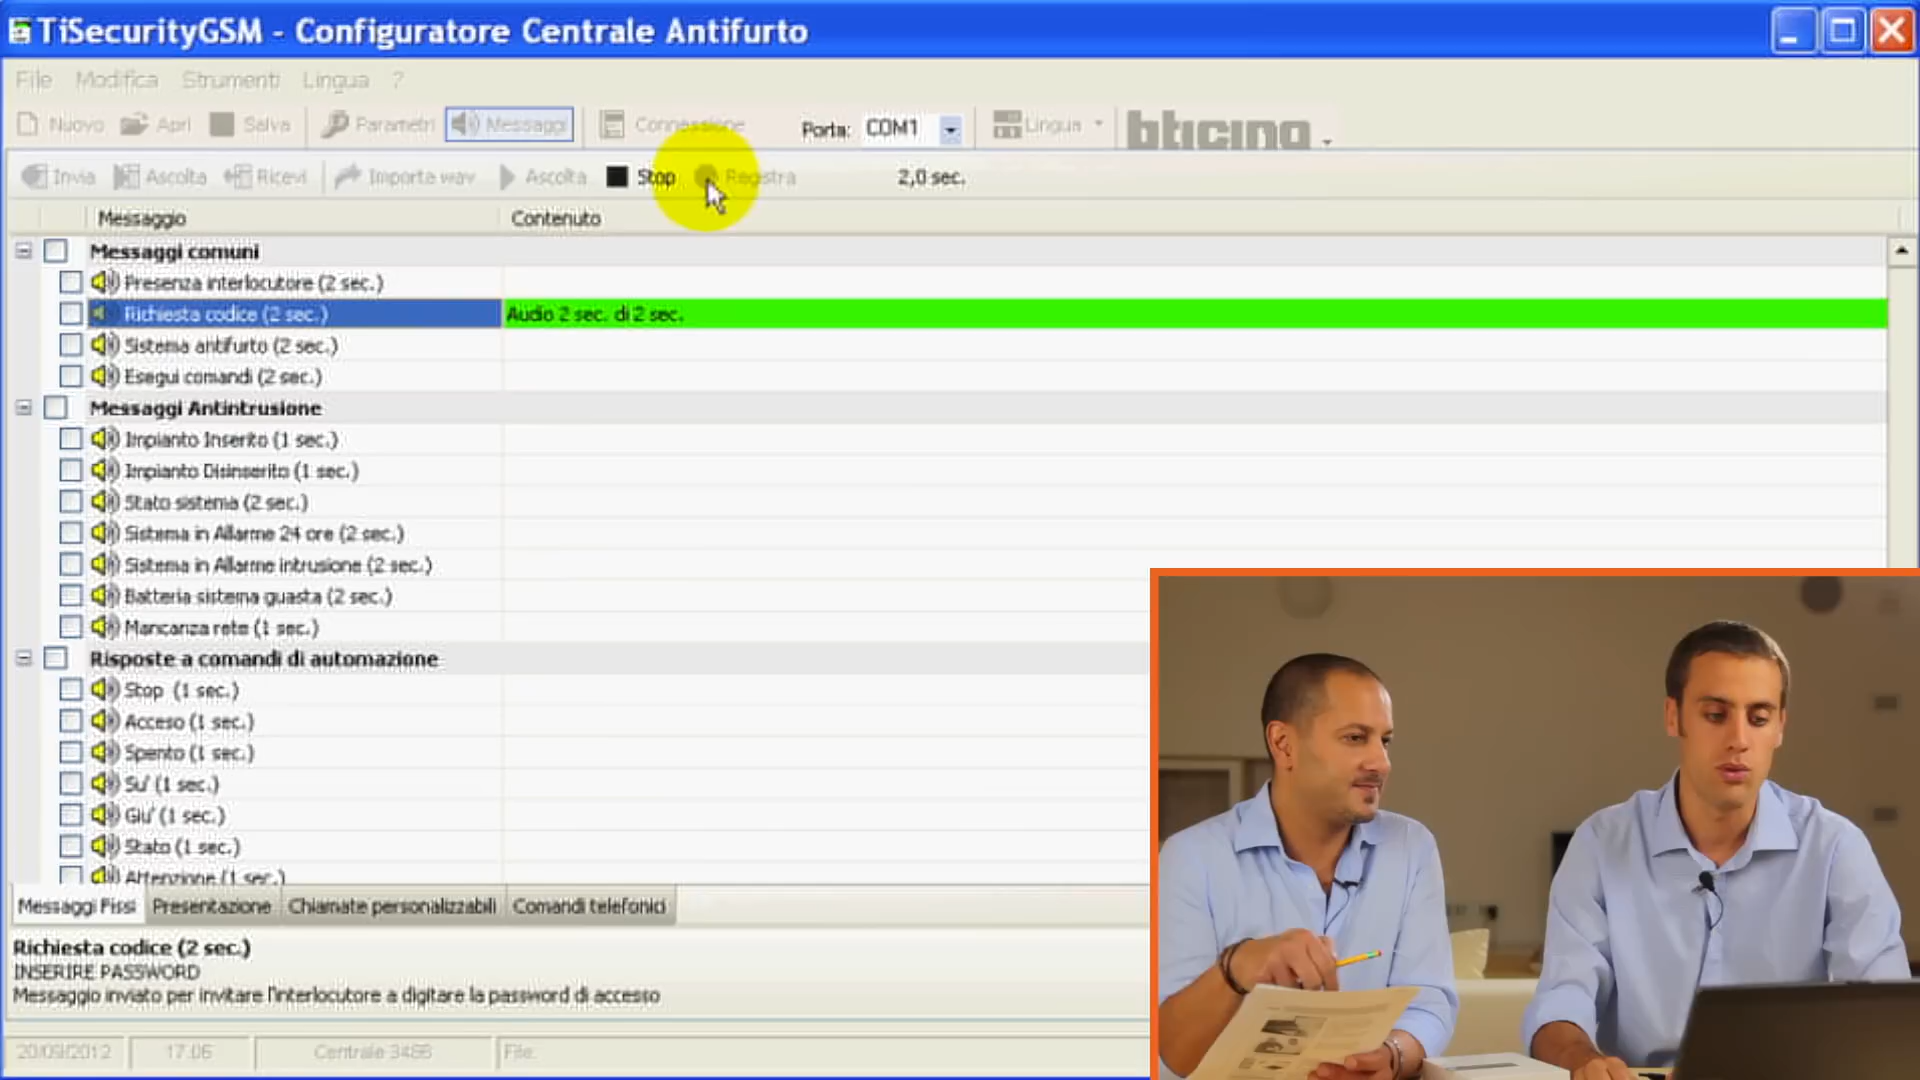 TiSecurityGSM - Configuratore Centrale Antifurto
File Modifica Strumenti Lingua ?
Nuovo Apri Salva Parametri Messaggi Connessione Porta: COM1 Lingua bticino
Invia Ascolta Ricevi Importa wav Ascolta Stop Registra 2,0 sec.
Messaggio Contenuto
Messaggi comuni
Presenza interlocutore (2 sec.)
Richiesta codice (2 sec.) Audio 2 sec. di 2 sec.
Sistema antifurto (2 sec.)
Esegui comandi (2 sec.)
Messaggi Antintrusione
Impianto Inserito (1 sec.)
Impianto Disinserito (1 sec.)
Stato sistema (2 sec.)
Sistema in Allarme 24 ore (2 sec.)
Sistema in Allarme intrusione (2 sec.)
Batteria sistema guasta (2 sec.)
Mancanza rete (1 sec.)
Risposte a comandi di automazione
Stop (1 sec.)
Acceso (1 sec.)
Spento (1 sec.)
Su' (1 sec.)
Giu' (1 sec.)
Stato (1 sec.)
Attenzione (1 sec.)
Messaggi Fissi Presentazione Chiamate personalizzabili Comandi telefonici
Richiesta codice (2 sec.)
INSERIRE PASSWORD
Messaggio inviato per invitare l'interlocutore a digitare la password di accesso
20/09/2012 17.06 Centrale 3486 File: